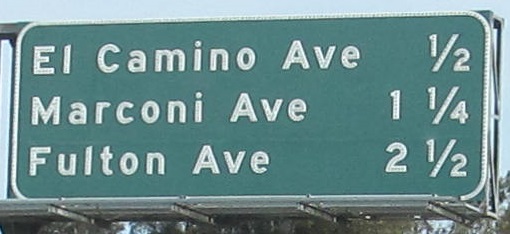 El Camino Ave ½
Marconi Ave 1 ¼
Fulton Ave 2 ½